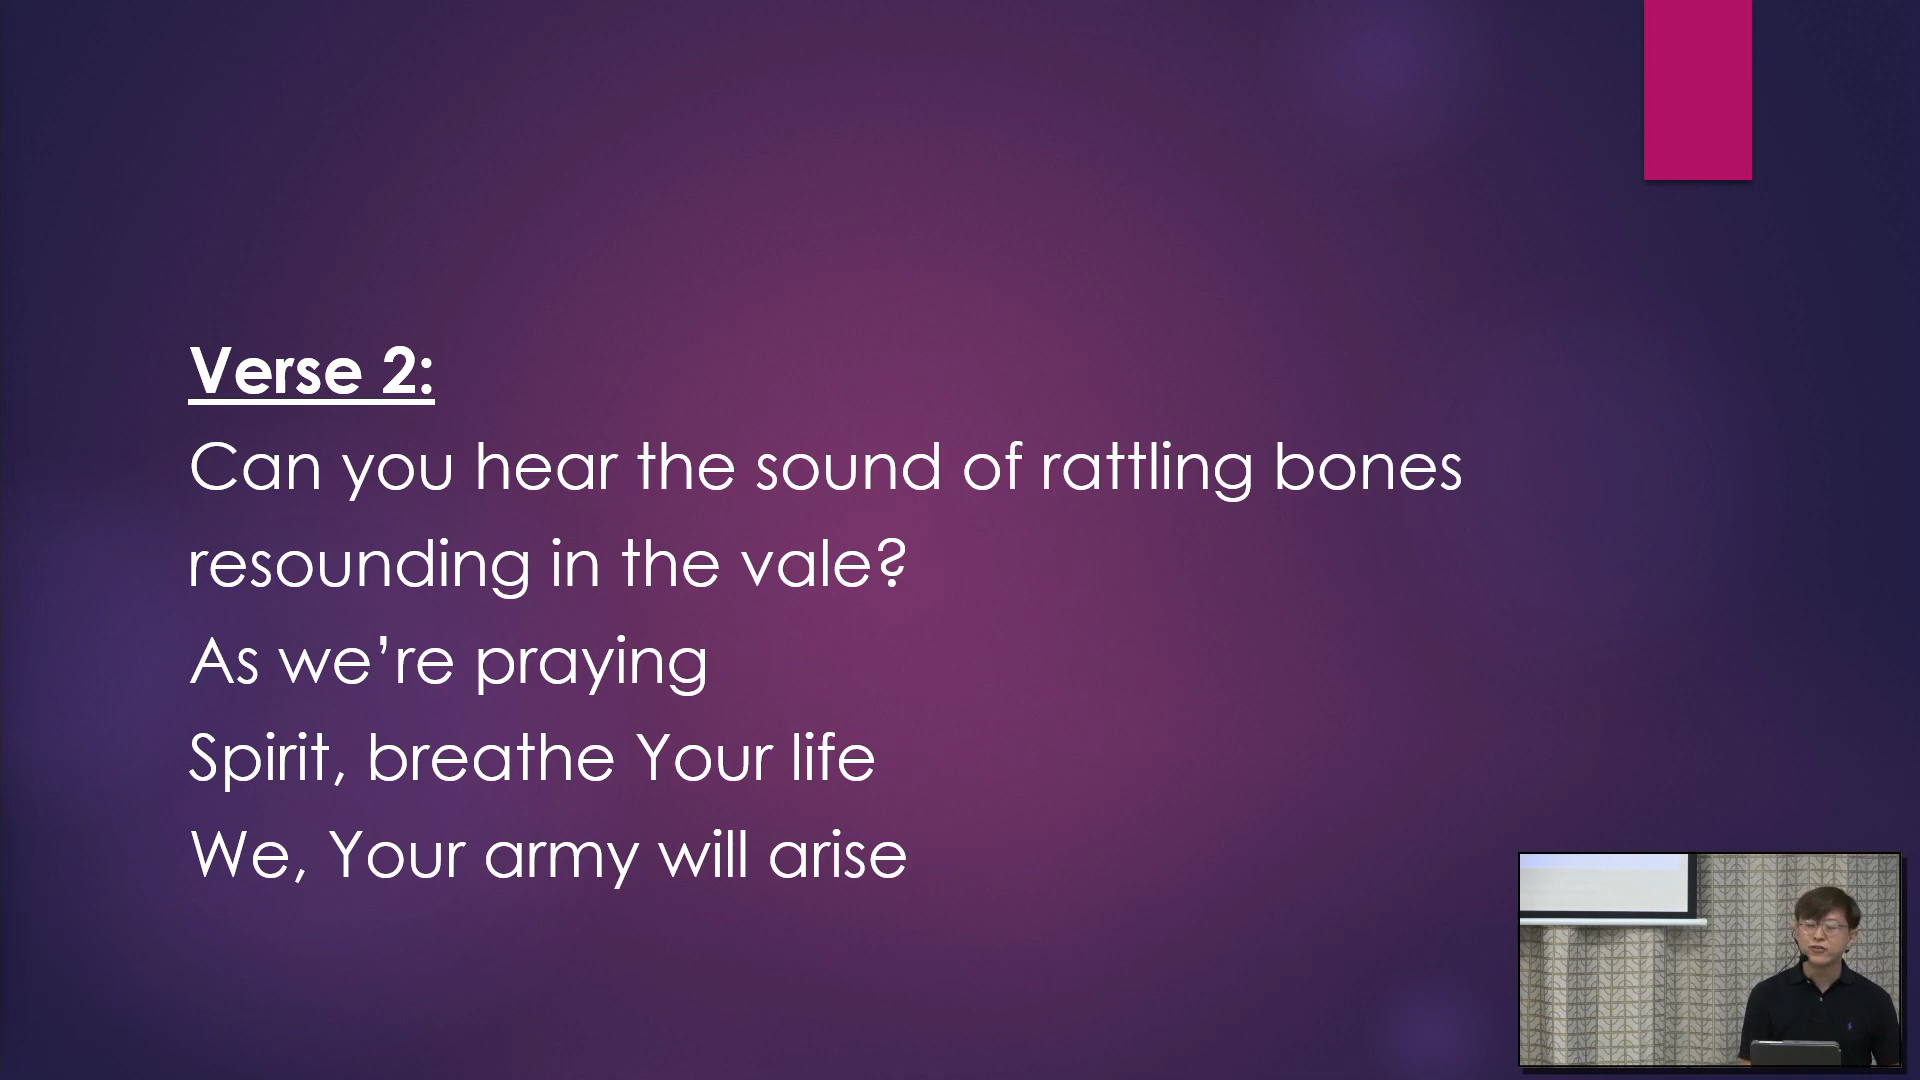 Verse 2:
Can you hear the sound of rattling bones
resounding in the vale?
As we’re praying
Spirit, breathe Your life
We, Your army will arise